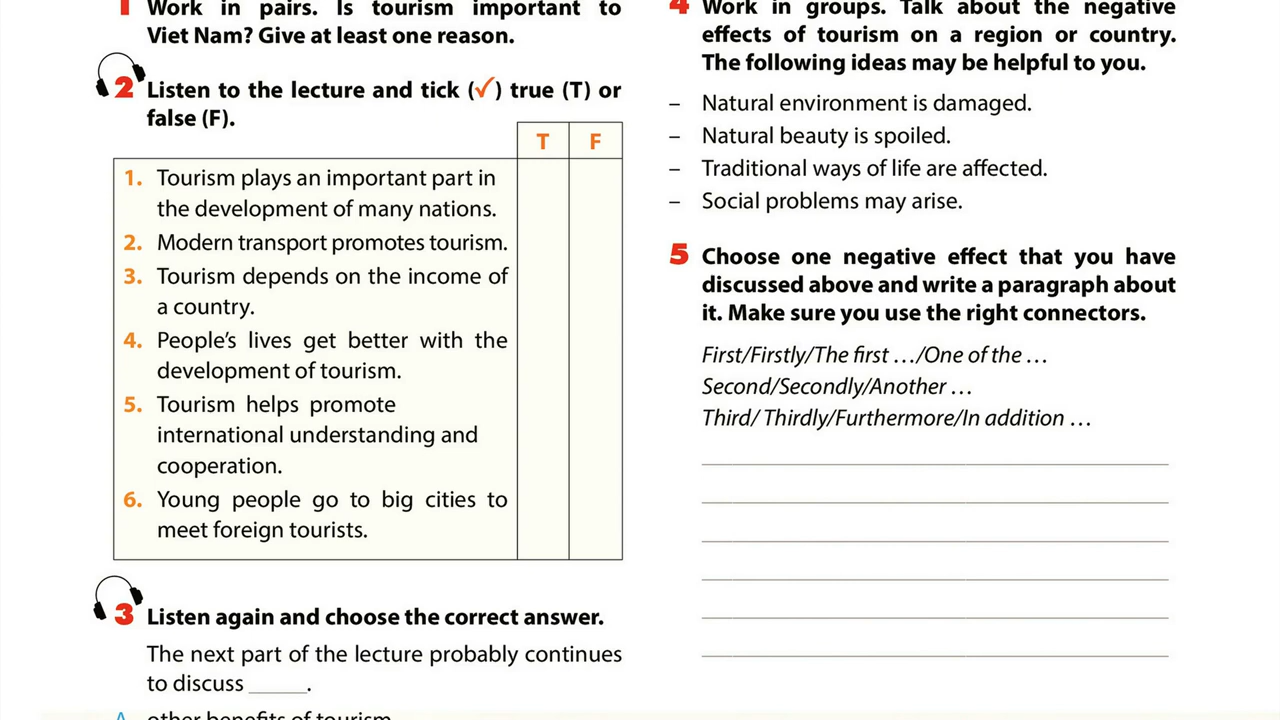 1 Work in pairs. Is tourism important to
Viet Nam? Give at least one reason.
2 Listen to the lecture and tick (✓) true (T) or
false (F).
T F
1. Tourism plays an important part in
the development of many nations.
2. Modern transport promotes tourism.
3. Tourism depends on the income of
a country.
4. People's lives get better with the
development of tourism.
5. Tourism helps promote
international understanding and
cooperation.
6. Young people go to big cities to
meet foreign tourists.
3 Listen again and choose the correct answer.
The next part of the lecture probably continues
to discuss _____.
A other benefits of tourism
4 Work in groups. Talk about the negative
effects of tourism on a region or country.
The following ideas may be helpful to you.
– Natural environment is damaged.
– Natural beauty is spoiled.
– Traditional ways of life are affected.
– Social problems may arise.
5 Choose one negative effect that you have
discussed above and write a paragraph about
it. Make sure you use the right connectors.
First/Firstly/The first …/One of the …
Second/Secondly/Another …
Third/ Thirdly/Furthermore/In addition …